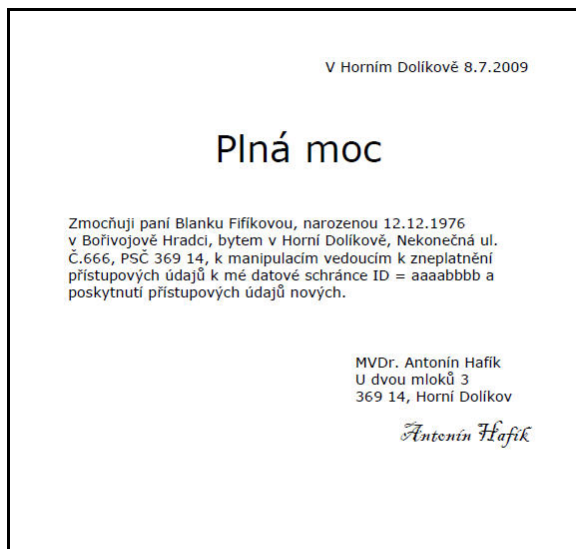 V Horním Dolíkově 8.7.2009
Plná moc
Zmocňuji paní Blanku Fifíkovou, narozenou 12.12.1976
v Bořivojově Hradci, bytem v Horní Dolíkově, Nekonečná ul.
Č.666, PSČ 369 14, k manipulacím vedoucím k zneplatnění
přístupových údajů k mé datové schránce ID = aaaabbbb a
poskytnutí přístupových údajů nových.
MVDr. Antonín Hafík
U dvou mloků 3
369 14, Horní Dolíkov
Antonín Hafík